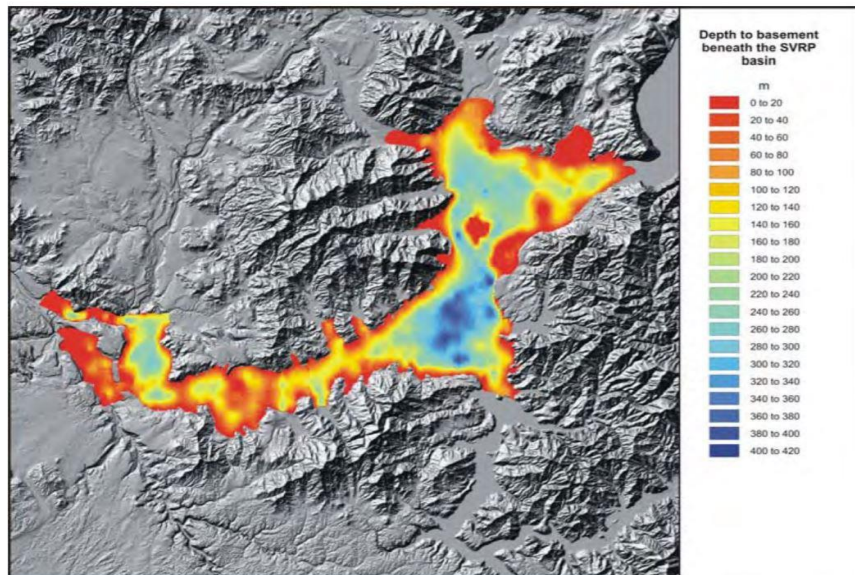 Depth to basement
beneath the SVRP
basin
m
0 to 20
20 to 40
40 to 60
60 to 80
80 to 100
100 to 120
120 to 140
140 to 160
160 to 180
180 to 200
200 to 220
220 to 240
240 to 260
260 to 280
280 to 300
300 to 320
320 to 340
340 to 360
360 to 380
380 to 400
400 to 420